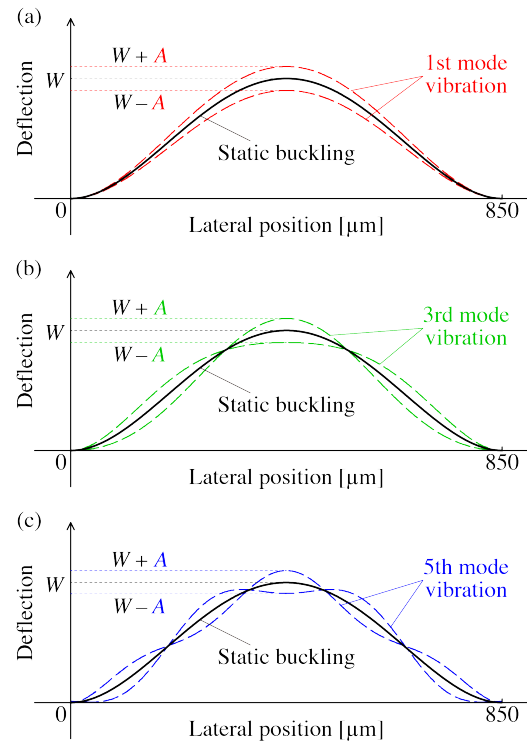 (a)
W + A
W
W – A
1st mode
vibration
Static buckling
Deflection
0
850
Lateral position [µm]
(b)
W + A
W
W – A
3rd mode
vibration
Static buckling
Deflection
0
850
Lateral position [µm]
(c)
W + A
W
W – A
5th mode
vibration
Static buckling
Deflection
0
850
Lateral position [µm]